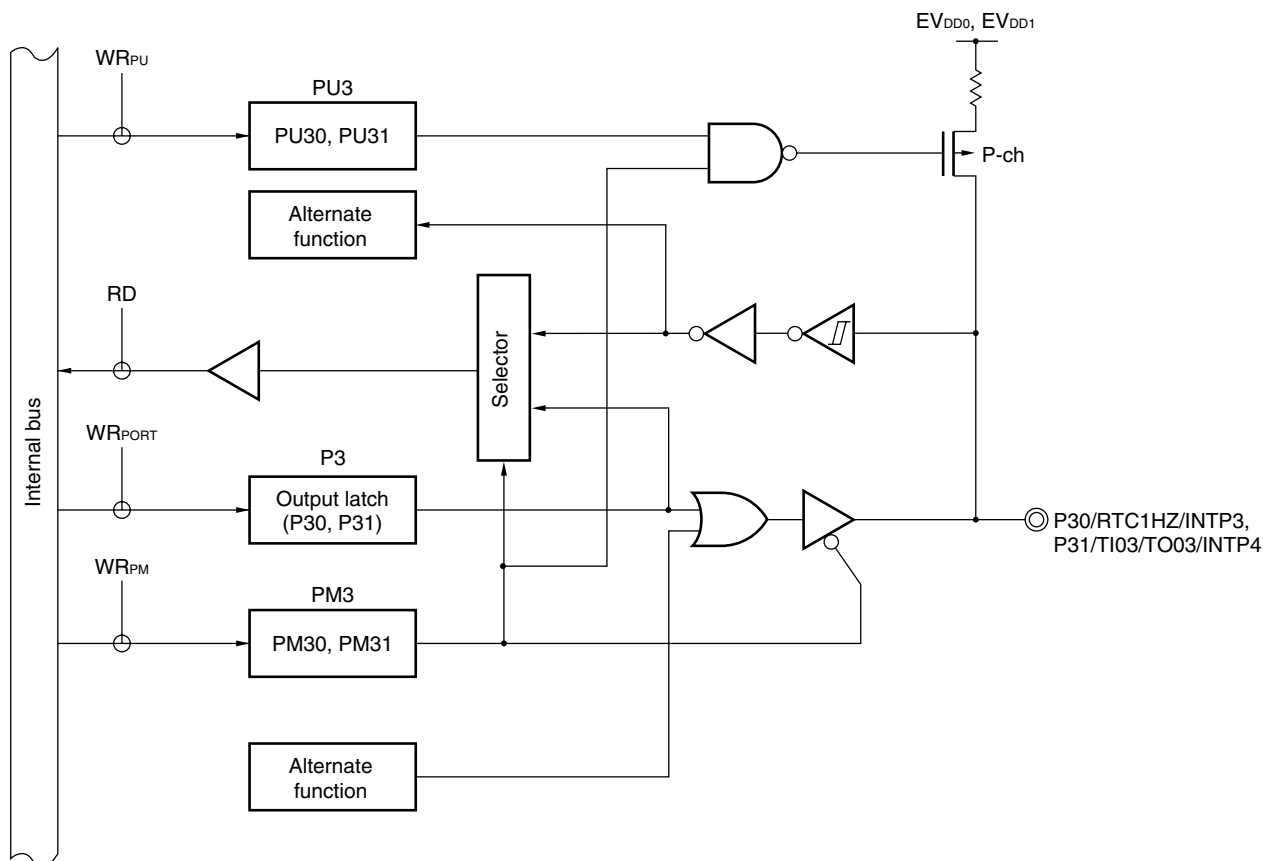 EVDD0, EVDD1
WRPU
PU3
PU30, PU31
P-ch
Alternate
function
RD
Selector
Internal bus
WRPORT
P3
Output latch
(P30, P31)
P30/RTC1HZ/INTP3,
P31/TI03/TO03/INTP4
WRPM
PM3
PM30, PM31
Alternate
function